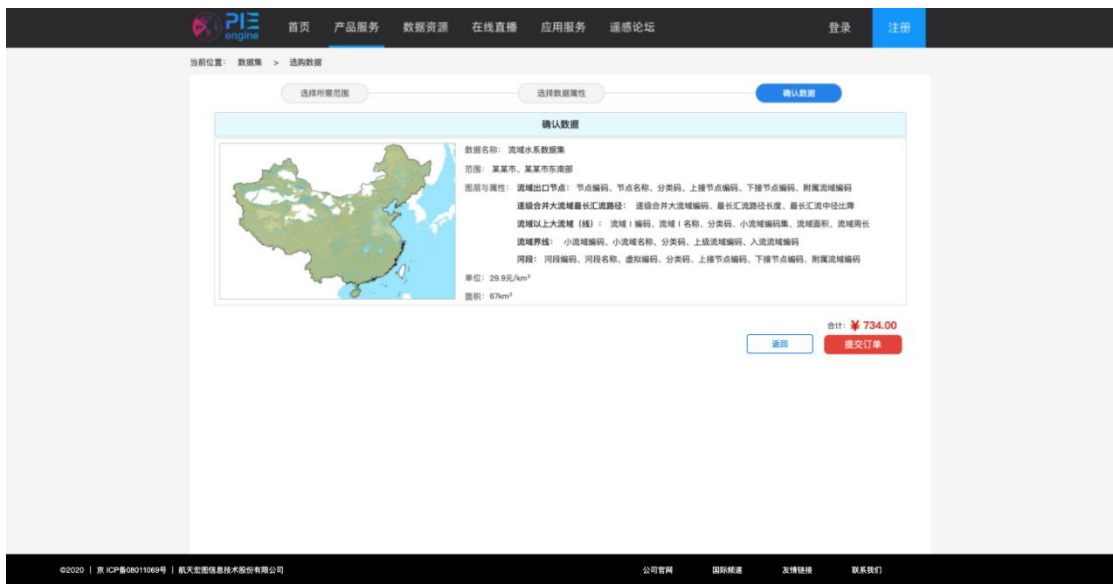 PIE engine 首页 产品服务 数据资源 在线直播 应用服务 遥感论坛 登录 注册
当前位置: 数据集 > 选购数据
选择所需范围 选择数据属性 确认数据
确认数据
数据名称: 流域水系数据集
范围: 某某市、某某市东南部
图层与属性: 流域出口节点: 节点编码、节点名称、分类码、上接节点编码、下接节点编码、附属流域编码
逐级合并大流域最长汇流路径: 逐级合并大流域编码、最长汇流路径长度、最长汇流中径比降
流域以上大流域（线）: 流域 I 编码、流域 I 名称、分类码、小流域编码集、流域面积、流域周长
流域界线: 小流域编码、小流域名称、分类码、上级流域编码、入流流域编码
河段: 河段编码、河段名称、虚拟编码、分类码、上接节点编码、下接节点编码、附属流域编码
单位: 29.9元/km²
面积: 67km²
合计: ¥ 734.00
返回 提交订单
©2020 | 京 ICP备08011069号 | 航天宏图信息技术股份有限公司 公司官网 国际频道 友情链接 联系我们